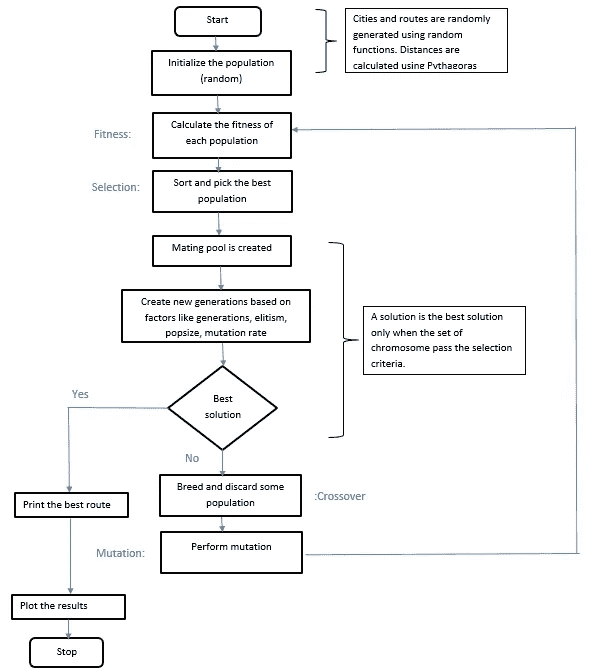 Start
Cities and routes are randomly
generated using random
functions. Distances are
calculated using Pythagoras
Initialize the population
(random)
Fitness:
Calculate the fitness of
each population
Selection:
Sort and pick the best
population
Mating pool is created
Create new generations based on
factors like generations, elitism,
popsize, mutation rate
A solution is the best solution
only when the set of
chromosome pass the selection
criteria.
Yes
Best
solution
No
Breed and discard some
population
:Crossover
Print the best route
Mutation:
Perform mutation
Plot the results
Stop